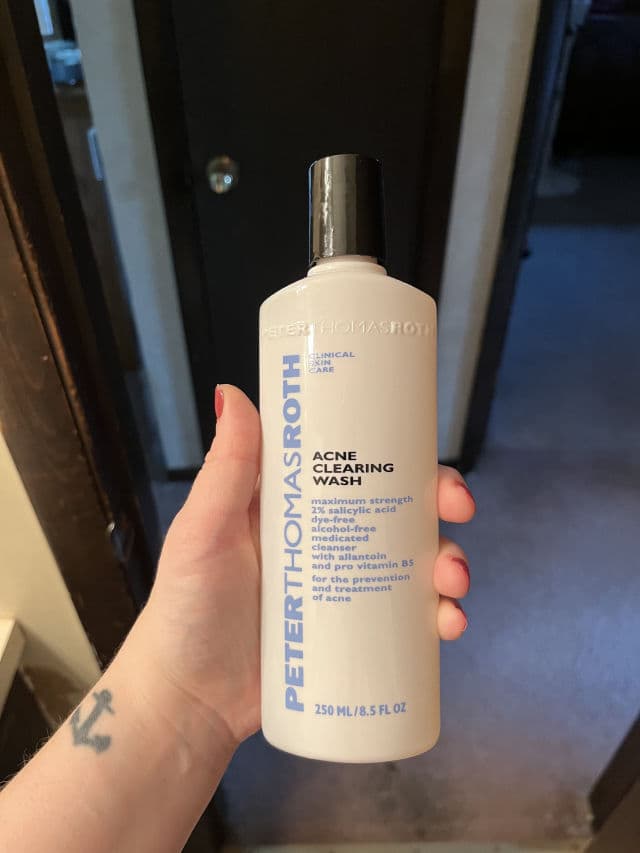 PETERTHOMASROTH
CLINICAL
SKIN
CARE
PETERTHOMASROTH
ACNE
CLEARING
WASH
maximum strength
2% salicylic acid
dye-free
alcohol-free
medicated
cleanser
with allantoin
and pro vitamin B5
for the prevention
and treatment
of acne
250 ML/8.5 FL OZ